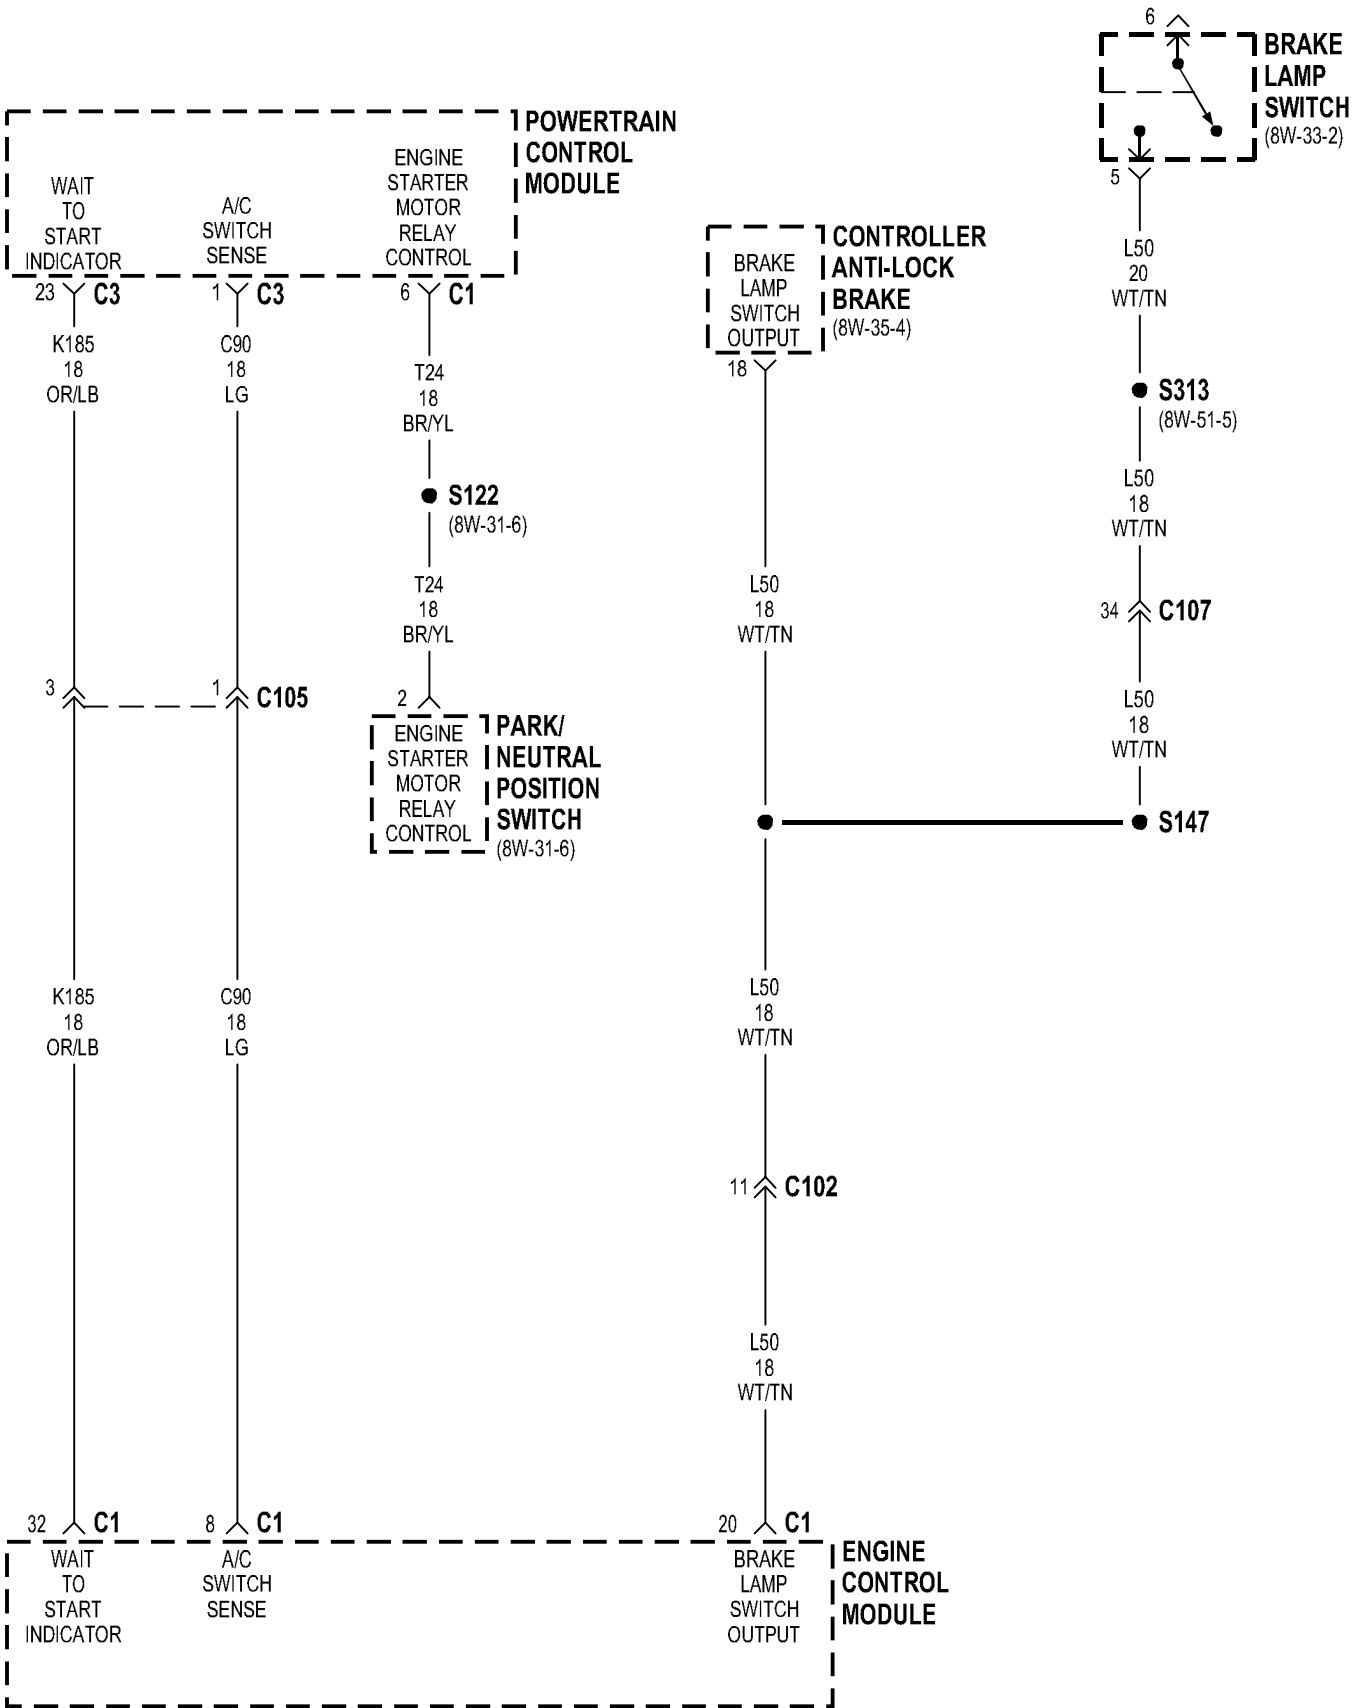 6
BRAKE
LAMP
SWITCH
(8W-33-2)
5
L50
20
WT/TN
S313
(8W-51-5)
L50
18
WT/TN
34
C107
L50
18
WT/TN
S147
POWERTRAIN
CONTROL
MODULE
WAIT
TO
START
INDICATOR
A/C
SWITCH
SENSE
ENGINE
STARTER
MOTOR
RELAY
CONTROL
23
C3
1
C3
6
C1
K185
18
OR/LB
C90
18
LG
T24
18
BR/YL
S122
(8W-31-6)
T24
18
BR/YL
3
1
C105
2
ENGINE
STARTER
MOTOR
RELAY
CONTROL
PARK/
NEUTRAL
POSITION
SWITCH
(8W-31-6)
CONTROLLER
ANTI-LOCK
BRAKE
(8W-35-4)
BRAKE
LAMP
SWITCH
OUTPUT
18
L50
18
WT/TN
K185
18
OR/LB
C90
18
LG
L50
18
WT/TN
11
C102
L50
18
WT/TN
32
C1
8
C1
20
C1
WAIT
TO
START
INDICATOR
A/C
SWITCH
SENSE
BRAKE
LAMP
SWITCH
OUTPUT
ENGINE
CONTROL
MODULE